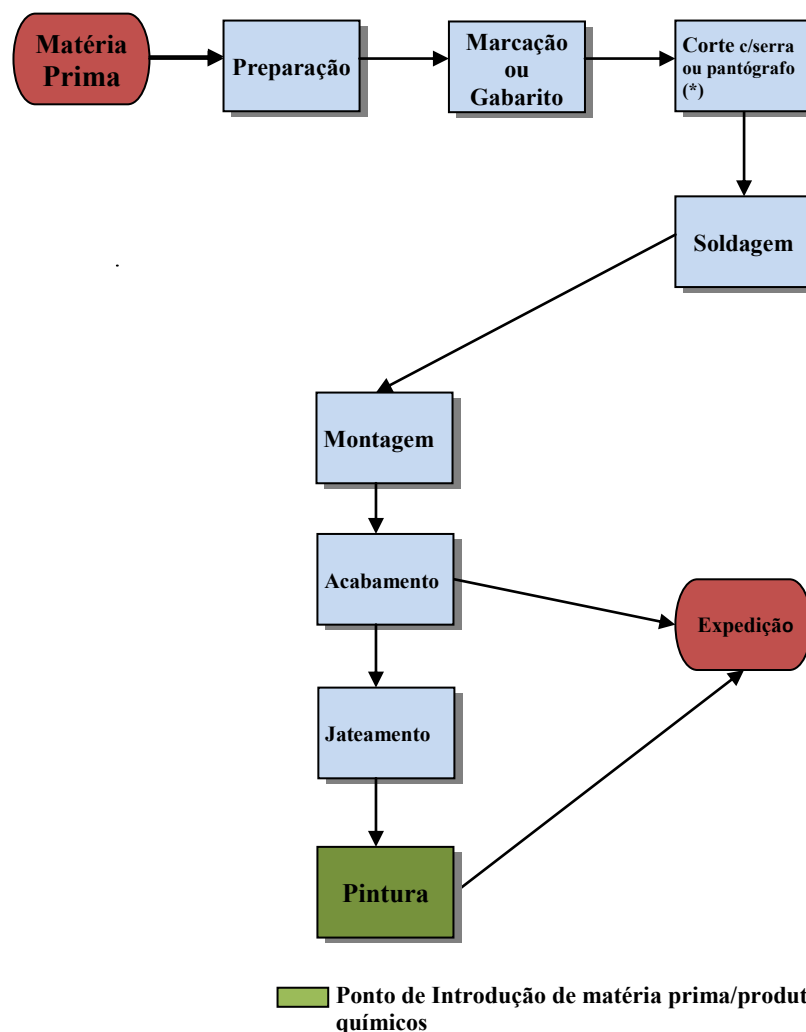 Matéria
Prima
Preparação
Marcação
ou
Gabarito
Corte c/serra
ou pantógrafo
(*)
Soldagem
.
Montagem
Acabamento
Expedição
Jateamento
Pintura
Ponto de Introdução de matéria prima/produt
químicos